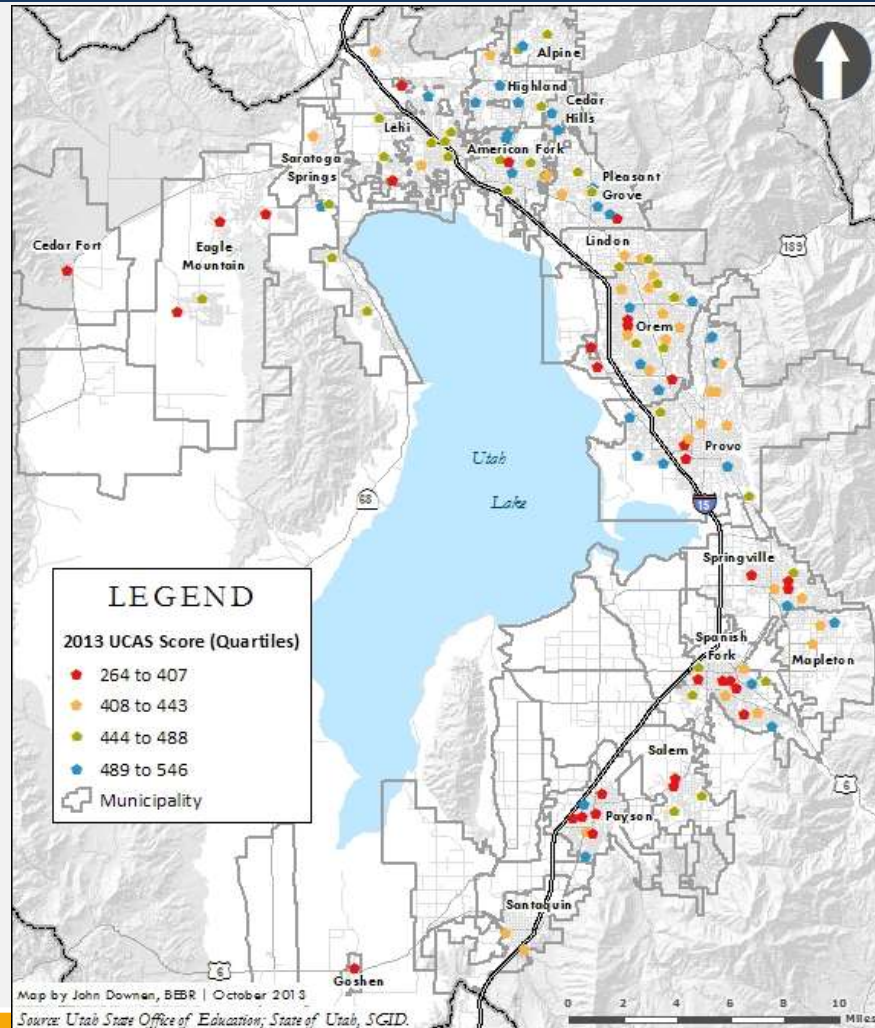 Alpine
Highland
Cedar
Hills
Lehi
American Fork
Saratoga
Springs
Pleasant
Grove
Cedar Fort
Eagle
Mountain
Lindon
189
Orem
Provo
Utah
Lake
68
15
Springville
LEGEND
2013 UCAS Score (Quartiles)
264 to 407
408 to 443
444 to 488
489 to 546
Municipality
Spanish
Fork
Mapleton
Salem
6
Payson
Santaquin
6
Goshen
Map by John Downen, BEBR | October 2013
0 2 4 6 8 10
Miles
Source: Utah State Office of Education; State of Utah, SGID.